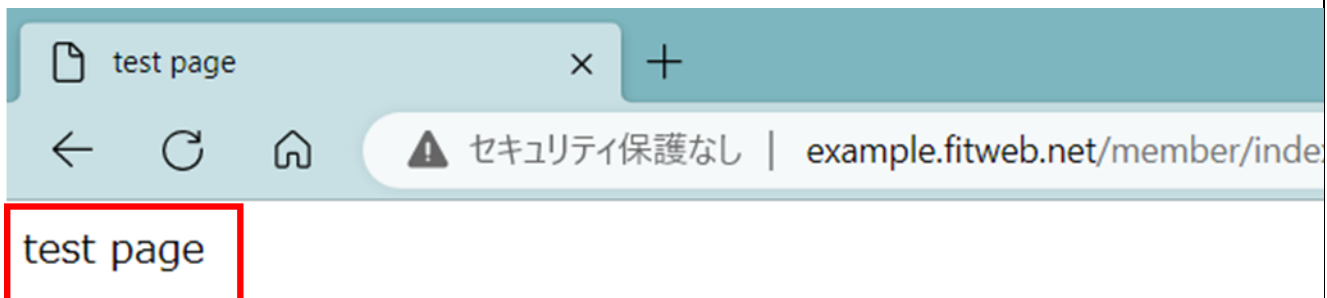 test page
セキュリティ保護なし | example.fitweb.net/member/index
test page